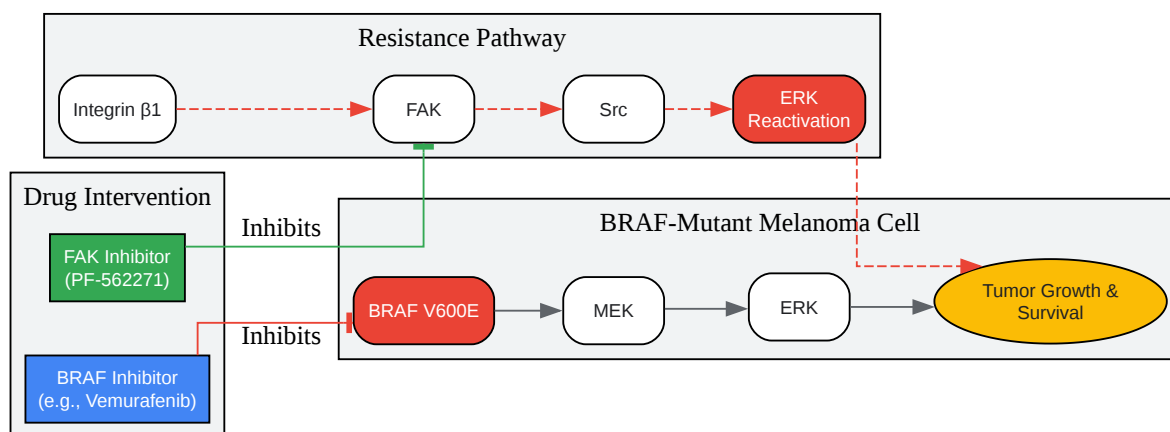 Resistance Pathway
Integrin β1
FAK
Src
ERK
Reactivation
Drug Intervention
FAK Inhibitor
(PF-562271)
BRAF Inhibitor
(e.g., Vemurafenib)
Inhibits
Inhibits
BRAF-Mutant Melanoma Cell
BRAF V600E
MEK
ERK
Tumor Growth &
Survival